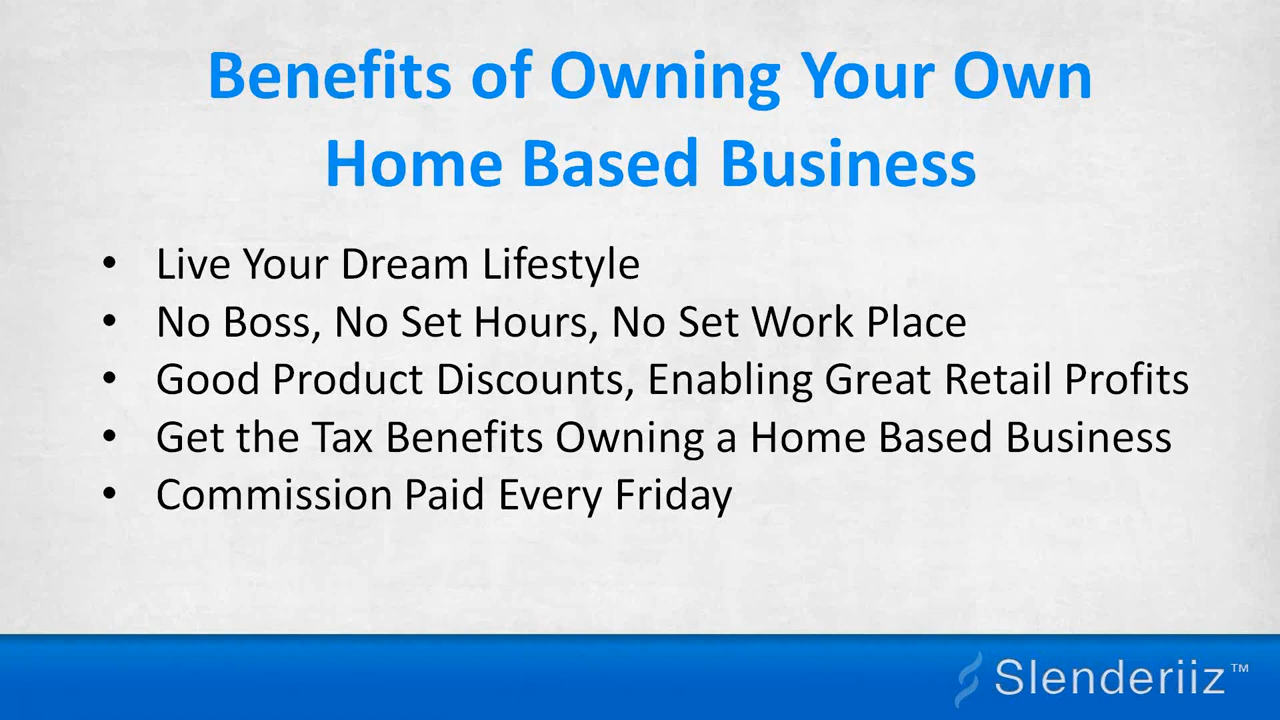 Benefits of Owning Your Own
Home Based Business
• Live Your Dream Lifestyle
• No Boss, No Set Hours, No Set Work Place
• Good Product Discounts, Enabling Great Retail Profits
• Get the Tax Benefits Owning a Home Based Business
• Commission Paid Every Friday
Slenderiiz™